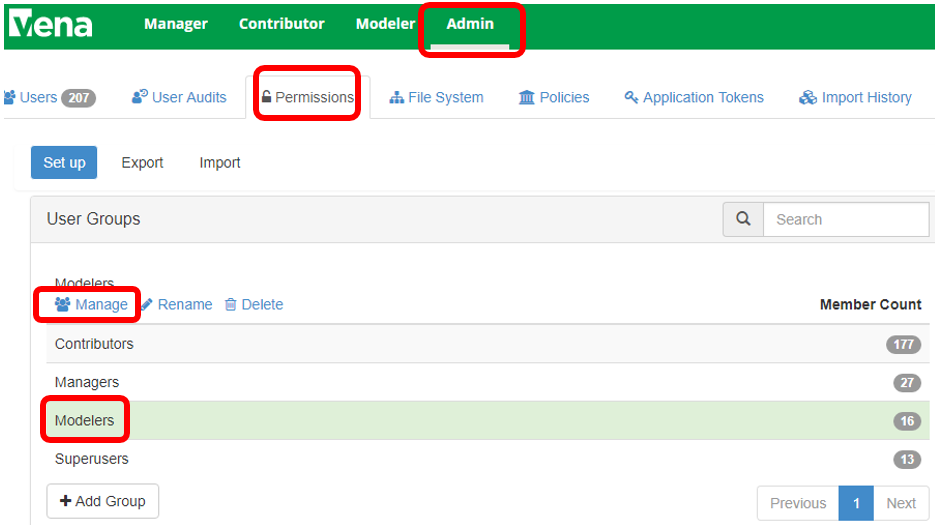 vena Manager Contributor Modeler Admin
Users 207 User Audits Permissions File System Policies Application Tokens Import History
Set up Export Import
User Groups Search
Modelers
Manage Rename Delete Member Count
Contributors 177
Managers 27
Modelers 16
Superusers 13
+ Add Group Previous 1 Next